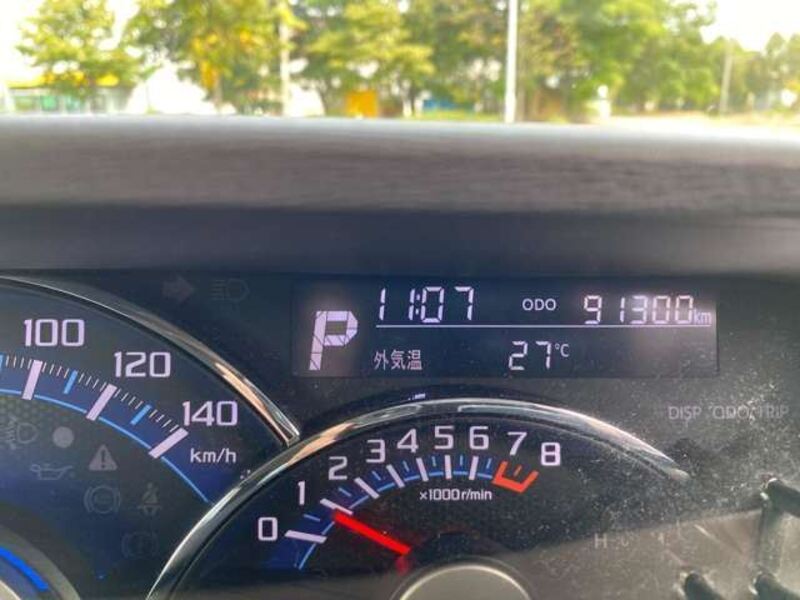 11:07 ODO 91300km
P
外気温 27°C
DISP ODO/TRIP
100
120
140
km/h
0
1
2
3
4
5
6
7
8
×1000r/min
H